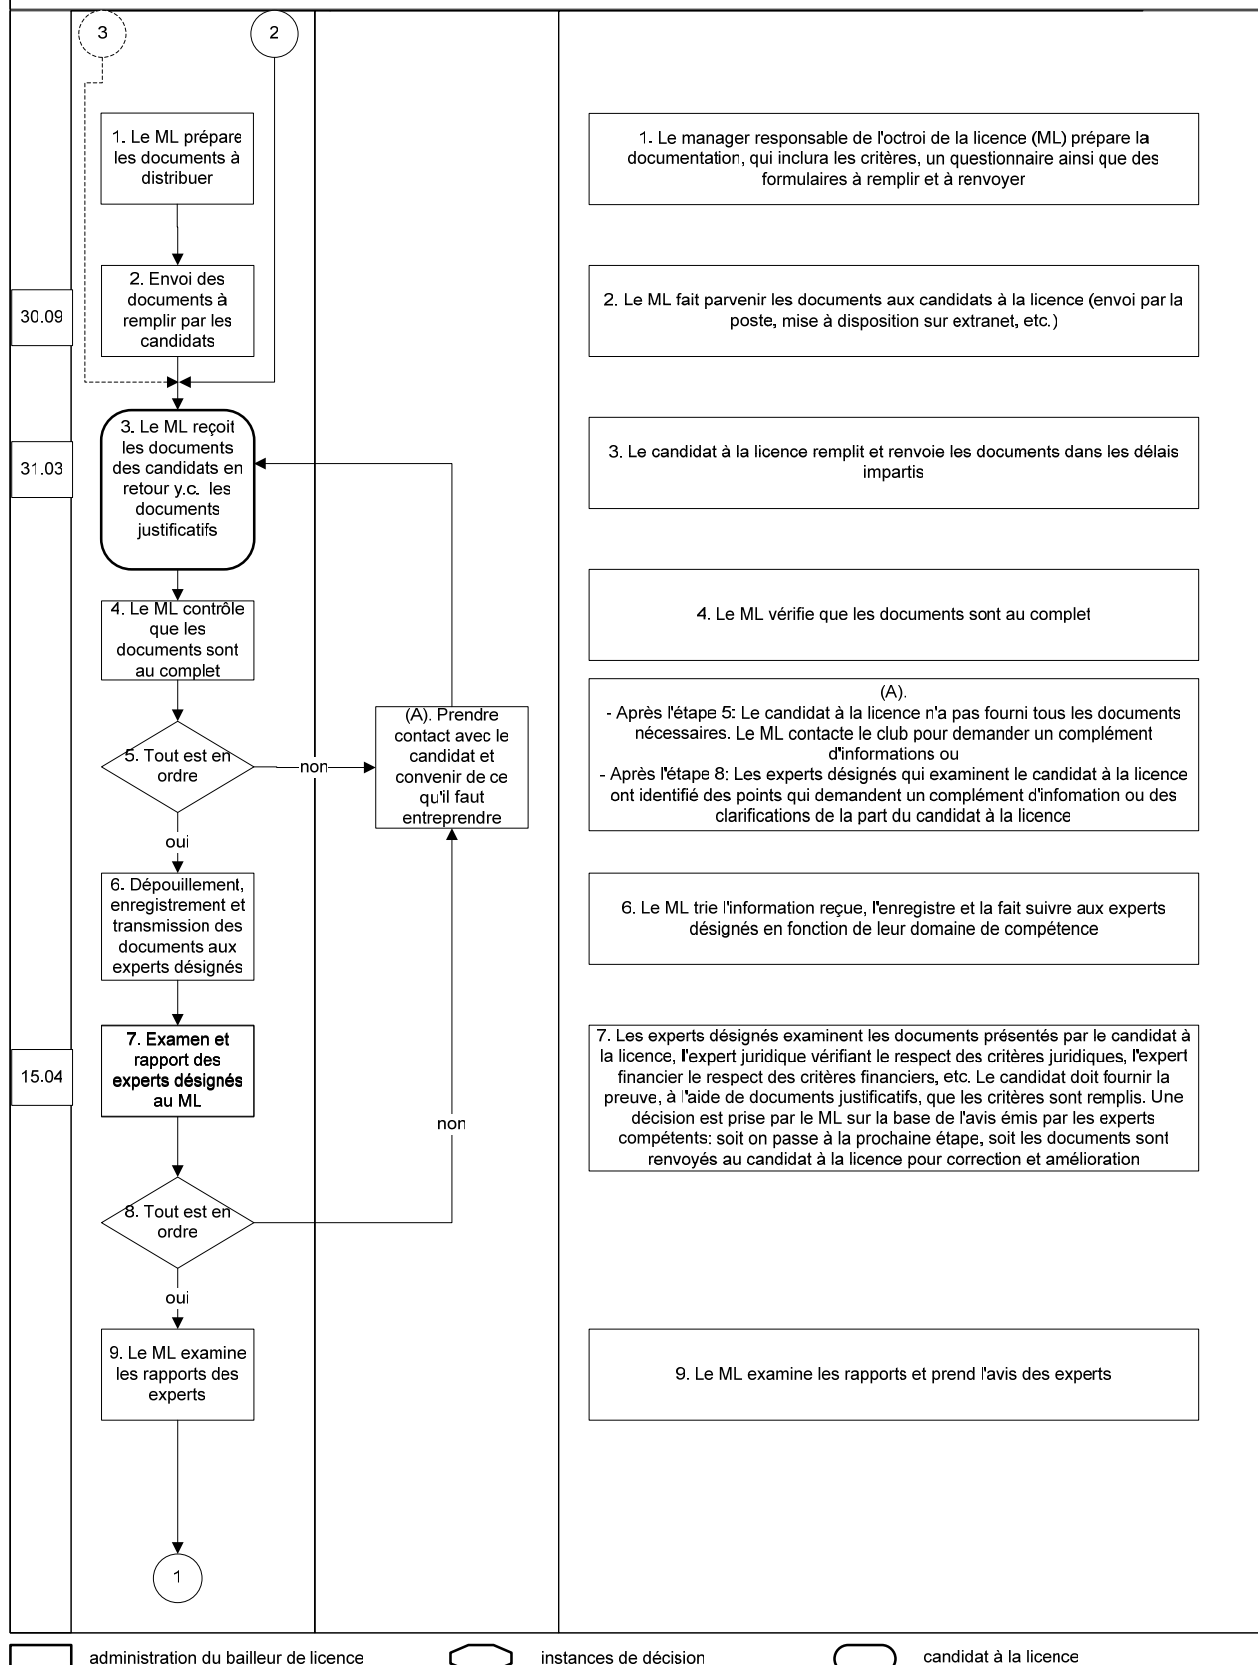 3
2
1. Le ML prépare
les documents à
distribuer
1. Le manager responsable de l'octroi de la licence (ML) prépare la
documentation, qui inclura les critères, un questionnaire ainsi que des
formulaires à remplir et à renvoyer
30.09
2. Envoi des
documents à
remplir par les
candidats
2. Le ML fait parvenir les documents aux candidats à la licence (envoi par la
poste, mise à disposition sur extranet, etc.)
31.03
3. Le ML reçoit
les documents
des candidats en
retour y.c. les
documents
justificatifs
3. Le candidat à la licence remplit et renvoie les documents dans les délais
impartis
4. Le ML contrôle
que les
documents sont
au complet
4. Le ML vérifie que les documents sont au complet
5. Tout est en
ordre
non
oui
(A). Prendre
contact avec le
candidat et
convenir de ce
qu'il faut
entreprendre
(A).
- Après l'étape 5: Le candidat à la licence n'a pas fourni tous les documents
nécessaires. Le ML contacte le club pour demander un complément
d'informations ou
- Après l'étape 8: Les experts désignés qui examinent le candidat à la licence
ont identifié des points qui demandent un complément d'infomation ou des
clarifications de la part du candidat à la licence
6. Dépouillement,
enregistrement et
transmission des
documents aux
experts désignés
6. Le ML trie l'information reçue, l'enregistre et la fait suivre aux experts
désignés en fonction de leur domaine de compétence
15.04
7. Examen et
rapport des
experts désignés
au ML
7. Les experts désignés examinent les documents présentés par le candidat à
la licence, l'expert juridique vérifiant le respect des critères juridiques, l'expert
financier le respect des critères financiers, etc. Le candidat doit fournir la
preuve, à l'aide de documents justificatifs, que les critères sont remplis. Une
décision est prise par le ML sur la base de l'avis émis par les experts
compétents: soit on passe à la prochaine étape, soit les documents sont
renvoyés au candidat à la licence pour correction et amélioration
non
8. Tout est en
ordre
oui
9. Le ML examine
les rapports des
experts
9. Le ML examine les rapports et prend l'avis des experts
1
administration du bailleur de licence
instances de décision
candidat à la licence